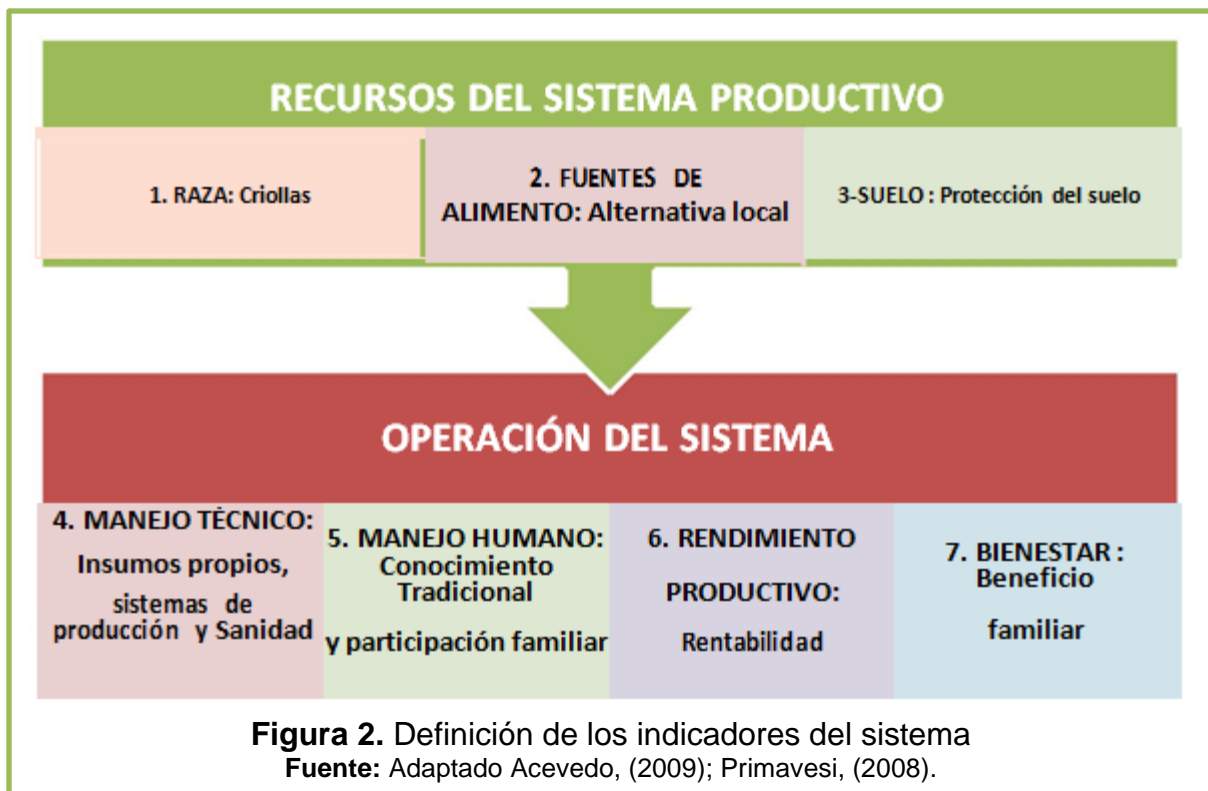 RECURSOS DEL SISTEMA PRODUCTIVO
1. RAZA: Criollas
2. FUENTES DE
ALIMENTO: Alternativa local
3-SUELO : Protección del suelo
OPERACIÓN DEL SISTEMA
4. MANEJO TÉCNICO:
Insumos propios,
sistemas de
producción y Sanidad
5. MANEJO HUMANO:
Conocimiento
Tradicional
y participación familiar
6. RENDIMIENTO
PRODUCTIVO:
Rentabilidad
7. BIENESTAR :
Beneficio
familiar
Figura 2. Definición de los indicadores del sistema
Fuente: Adaptado Acevedo, (2009); Primavesi, (2008).